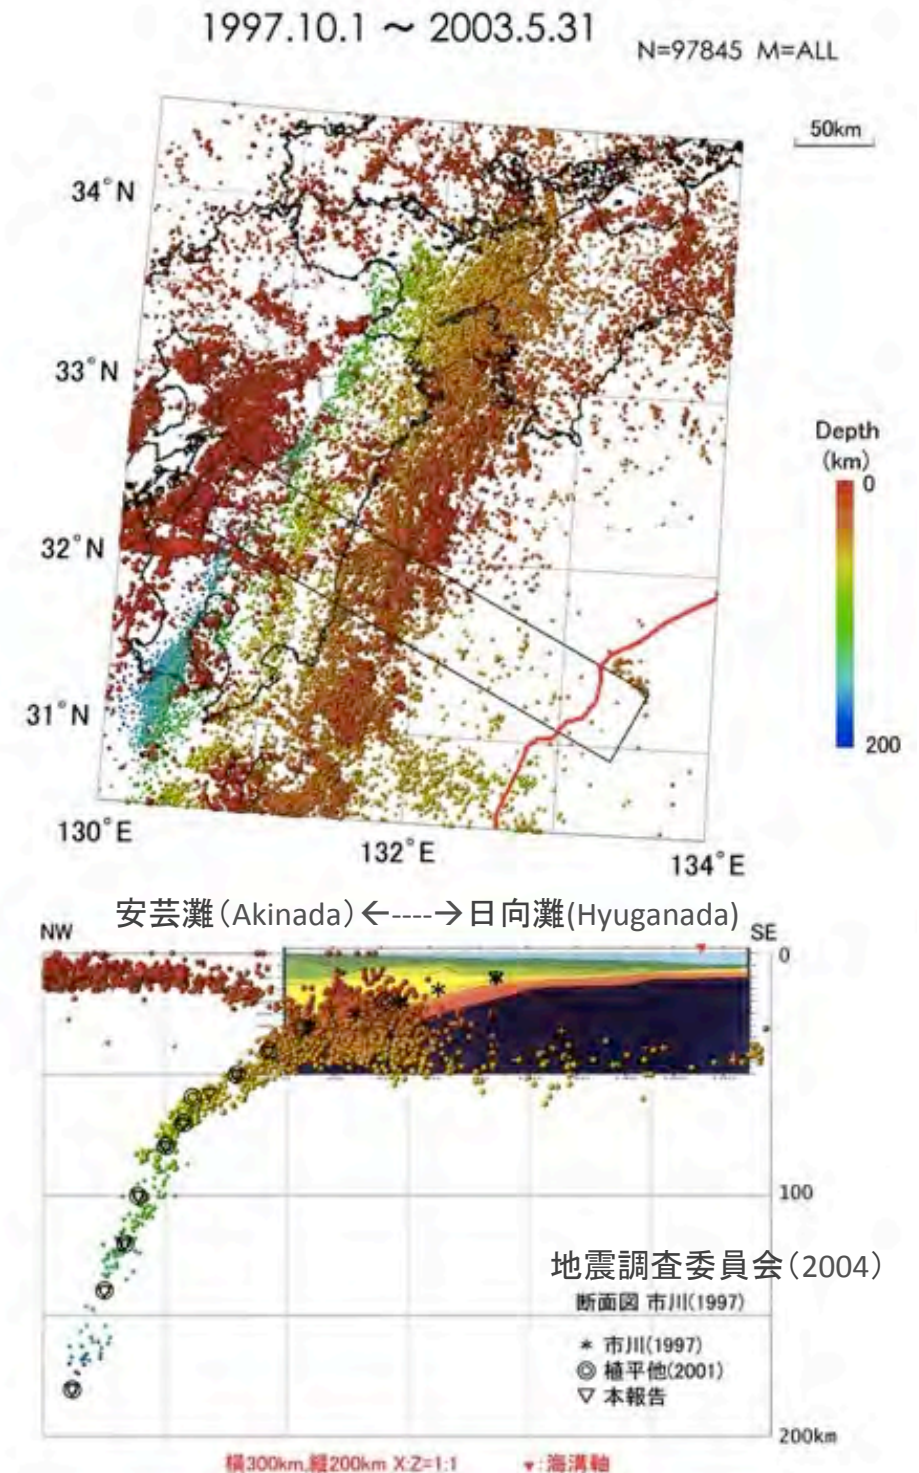 1997.10.1 ～ 2003.5.31
N=97845 M=ALL
50km
34°N
33°N
32°N
31°N
130°E
132°E
134°E
Depth
(km)
0
200
安芸灘(Akinada)←----→日向灘(Hyuganada)
NW
SE
0
100
200km
地震調査委員会(2004)
断面図 市川(1997)
* 市川(1997)
◎ 植平他(2001)
▽ 本報告
横300km,縦200km X:Z=1:1
▼:海溝軸